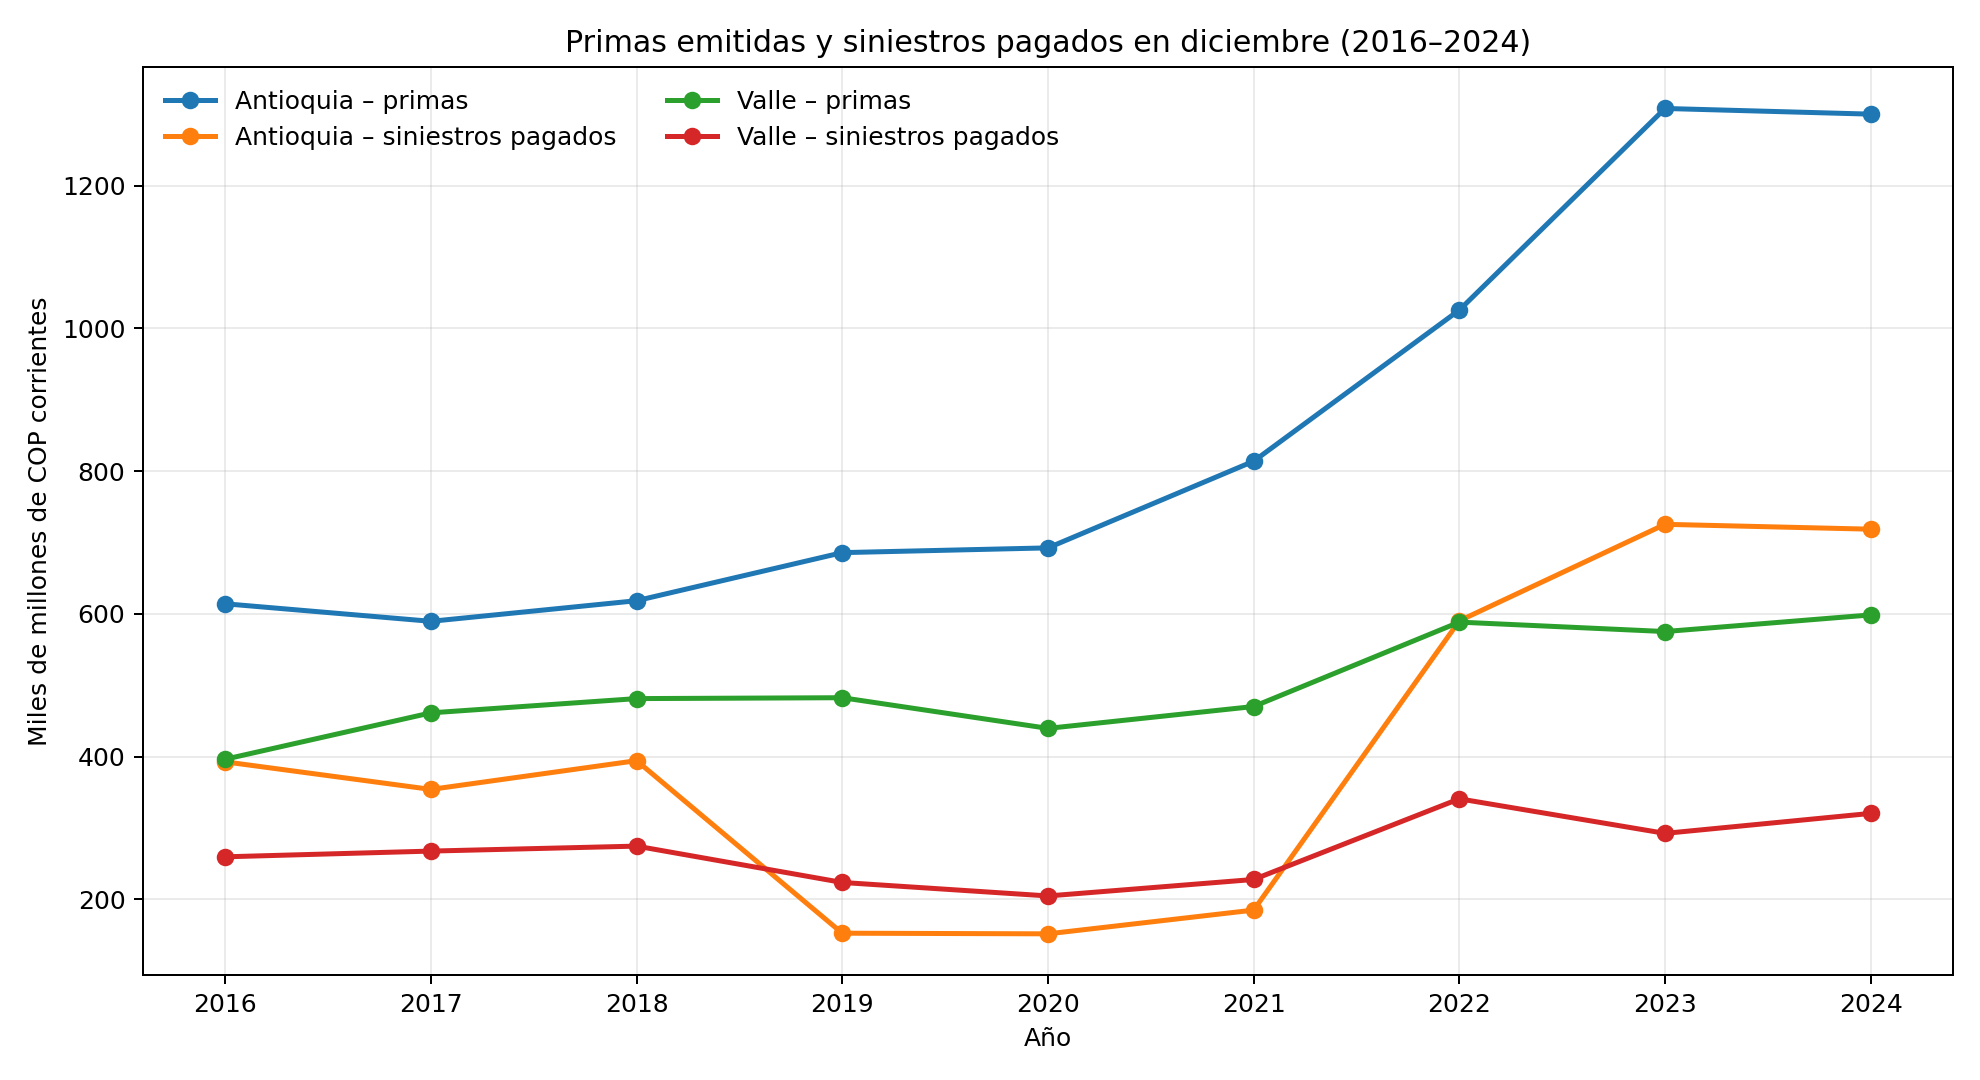 Primas emitidas y siniestros pagados en diciembre (2016–2024)
Antioquia – primas
Antioquia – siniestros pagados
Valle – primas
Valle – siniestros pagados
Miles de millones de COP corrientes
1200
1000
800
600
400
200
2016 2017 2018 2019 2020 2021 2022 2023 2024
Año